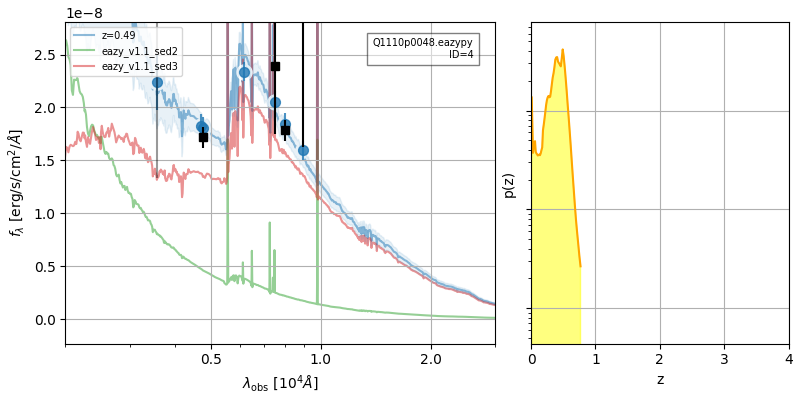 1e−8
z=0.49
eazy_v1.1_sed2
eazy_v1.1_sed3
Q1110p0048.eazypy
ID=4
2.5
2.0
1.5
1.0
0.5
0.0
fλ [erg/s/cm²/Å]
0.5 1.0 2.0
λobs [10⁴Å]
p(z)
0 1 2 3 4
z